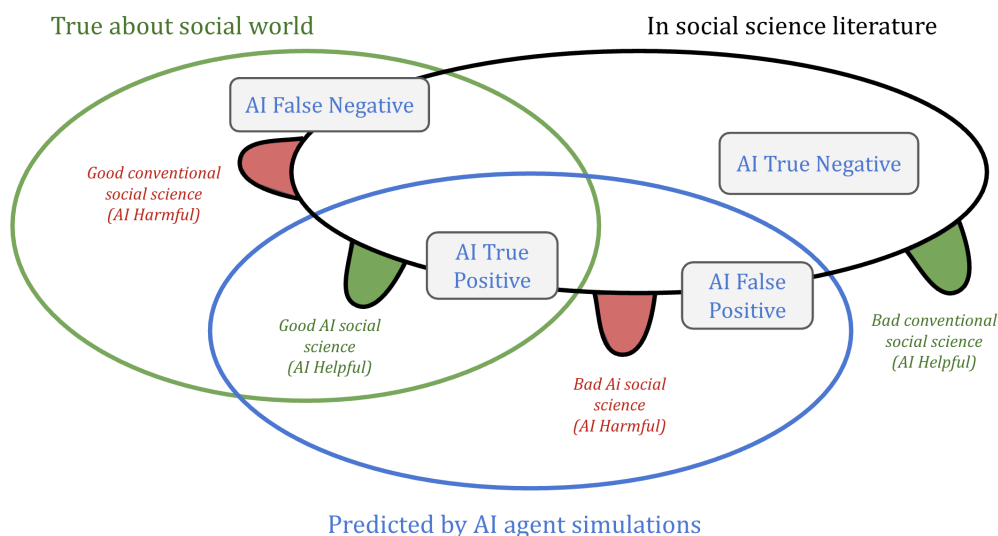 True about social world
In social science literature
AI False Negative
AI True Negative
Good conventional
social science
(AI Harmful)
AI True
Positive
AI False
Positive
Good AI social
science
(AI Helpful)
Bad conventional
social science
(AI Helpful)
Bad Ai social
science
(AI Harmful)
Predicted by AI agent simulations